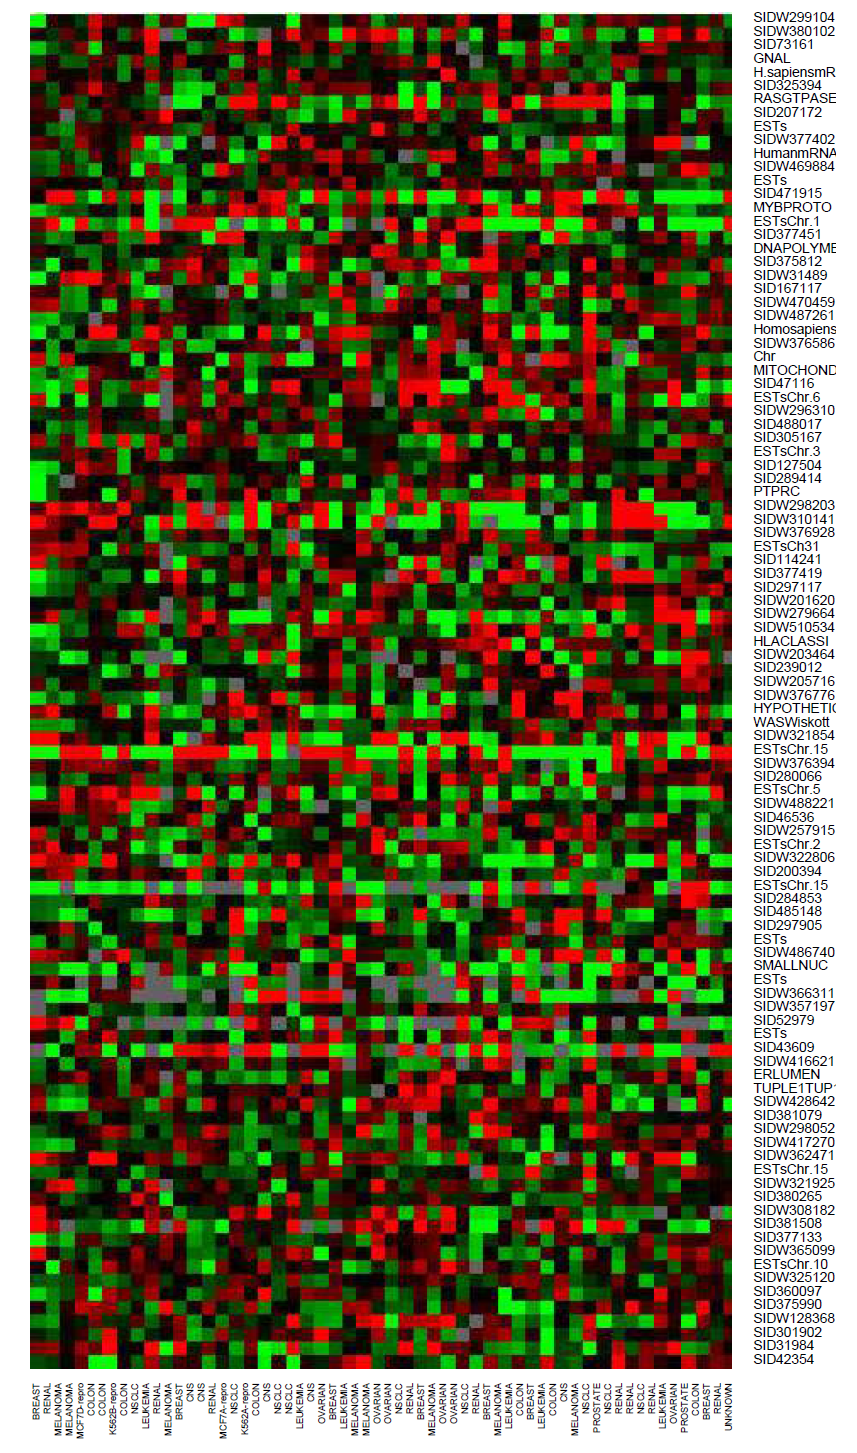 SIDW299104
SIDW380102
SID73161
GNAL
H.sapiensmR
SID325394
RASGTPASE
SID207172
ESTs
SIDW377402
HumanmRNA
SIDW469884
ESTs
SID471915
MYBPROTO
ESTsChr.1
SID377451
DNAPOLYME
SID375812
SIDW31489
SID167117
SIDW470459
SIDW487261
Homosapiens
SIDW376586
Chr
MITOCHOND
SID47116
ESTsChr.6
SIDW296310
SID488017
SID305167
ESTsChr.3
SID127504
SID289414
PTPRC
SIDW298203
SIDW310141
SIDW376928
ESTsCh31
SID114241
SID377419
SID297117
SIDW201620
SIDW279664
SIDW510534
HLACLASSI
SIDW203464
SID239012
SIDW205716
SIDW376776
HYPOTHETIC
WASWiskott
SIDW321854
ESTsChr.15
SIDW376394
SID280066
ESTsChr.5
SIDW488221
SID46536
SIDW257915
ESTsChr.2
SIDW322806
SID200394
ESTsChr.15
SID284853
SID485148
SID297905
ESTs
SIDW486740
SMALLNUC
ESTs
SIDW366311
SIDW357197
SID52979
ESTs
SID43609
SIDW416621
ERLUMEN
TUPLE1TUP1
SIDW428642
SID381079
SIDW298052
SIDW417270
SIDW362471
ESTsChr.15
SIDW321925
SID380265
SIDW308182
SID381508
SID377133
SIDW365099
ESTsChr.10
SIDW325120
SID360097
SID375990
SIDW128368
SID301902
SID31984
SID42354
BREAST
RENAL
MELANOMA
MELANOMA
MCF7D-repro
COLON
COLON
K562B-repro
COLON
NSCLC
LEUKEMIA
RENAL
MELANOMA
BREAST
CNS
CNS
RENAL
MCF7A-repro
NSCLC
K562A-repro
COLON
CNS
NSCLC
NSCLC
LEUKEMIA
CNS
OVARIAN
BREAST
LEUKEMIA
MELANOMA
MELANOMA
OVARIAN
OVARIAN
NSCLC
RENAL
BREAST
MELANOMA
OVARIAN
OVARIAN
NSCLC
RENAL
BREAST
MELANOMA
LEUKEMIA
COLON
BREAST
LEUKEMIA
COLON
CNS
MELANOMA
NSCLC
PROSTATE
NSCLC
RENAL
RENAL
NSCLC
RENAL
LEUKEMIA
OVARIAN
PROSTATE
COLON
BREAST
RENAL
UNKNOWN